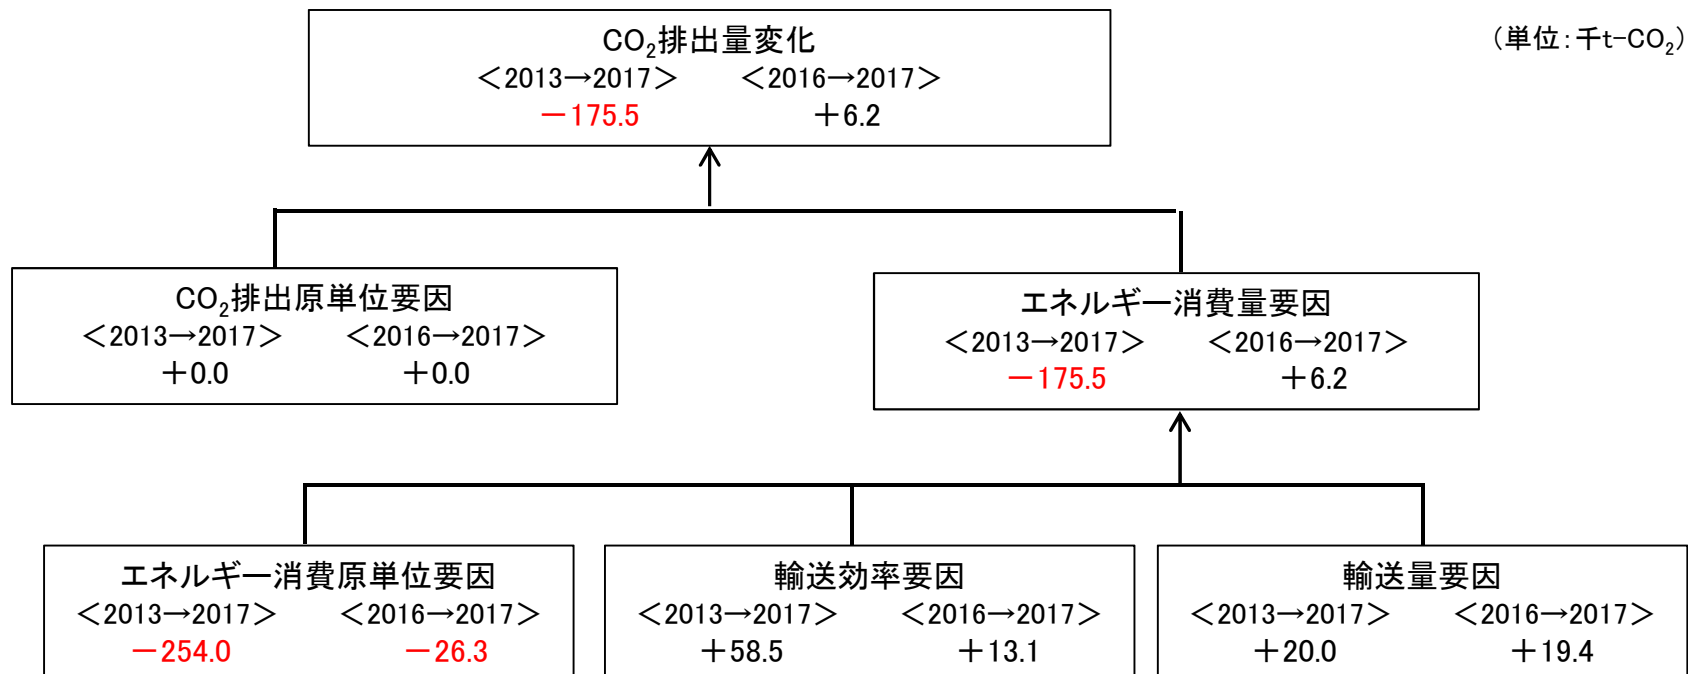 CO₂排出量変化
(単位:千t-CO₂)
＜2013→2017＞ ＜2016→2017＞
－175.5 ＋6.2
CO₂排出原単位要因
＜2013→2017＞ ＜2016→2017＞
＋0.0 ＋0.0
エネルギー消費量要因
＜2013→2017＞ ＜2016→2017＞
－175.5 ＋6.2
エネルギー消費原単位要因
＜2013→2017＞ ＜2016→2017＞
－254.0 －26.3
輸送効率要因
＜2013→2017＞ ＜2016→2017＞
＋58.5 ＋13.1
輸送量要因
＜2013→2017＞ ＜2016→2017＞
＋20.0 ＋19.4